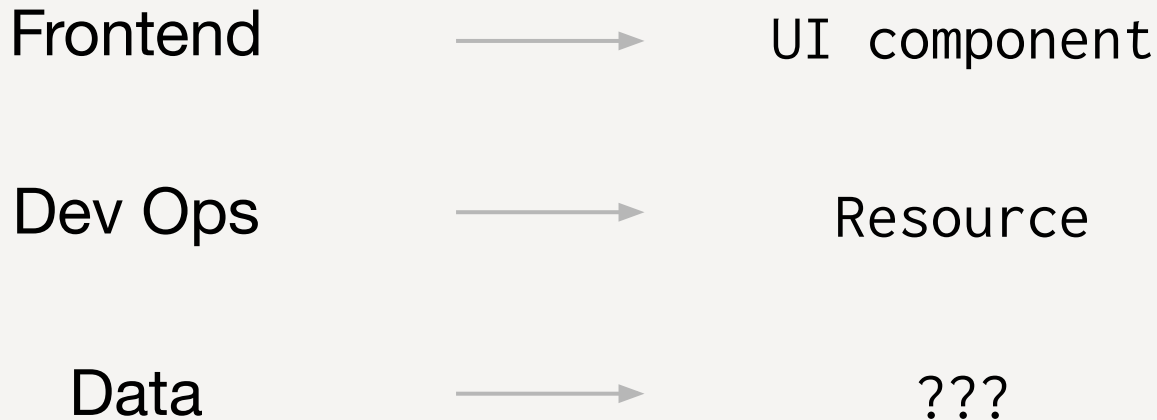 Frontend UI component
Dev Ops Resource
Data ???